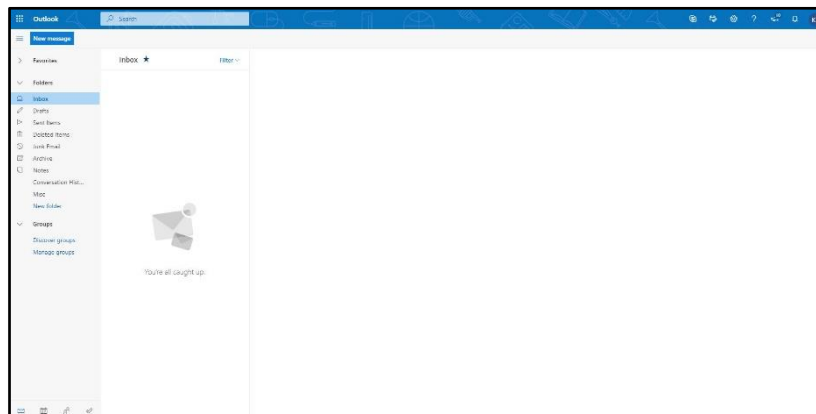 Outlook
Search
New message
Favorites
Inbox ★
Filter
Folders
Inbox
Drafts
Sent Items
Deleted Items
Junk Email
Archive
Notes
Conversation Hist...
Misc
New folder
Groups
Discover groups
Manage groups
You're all caught up